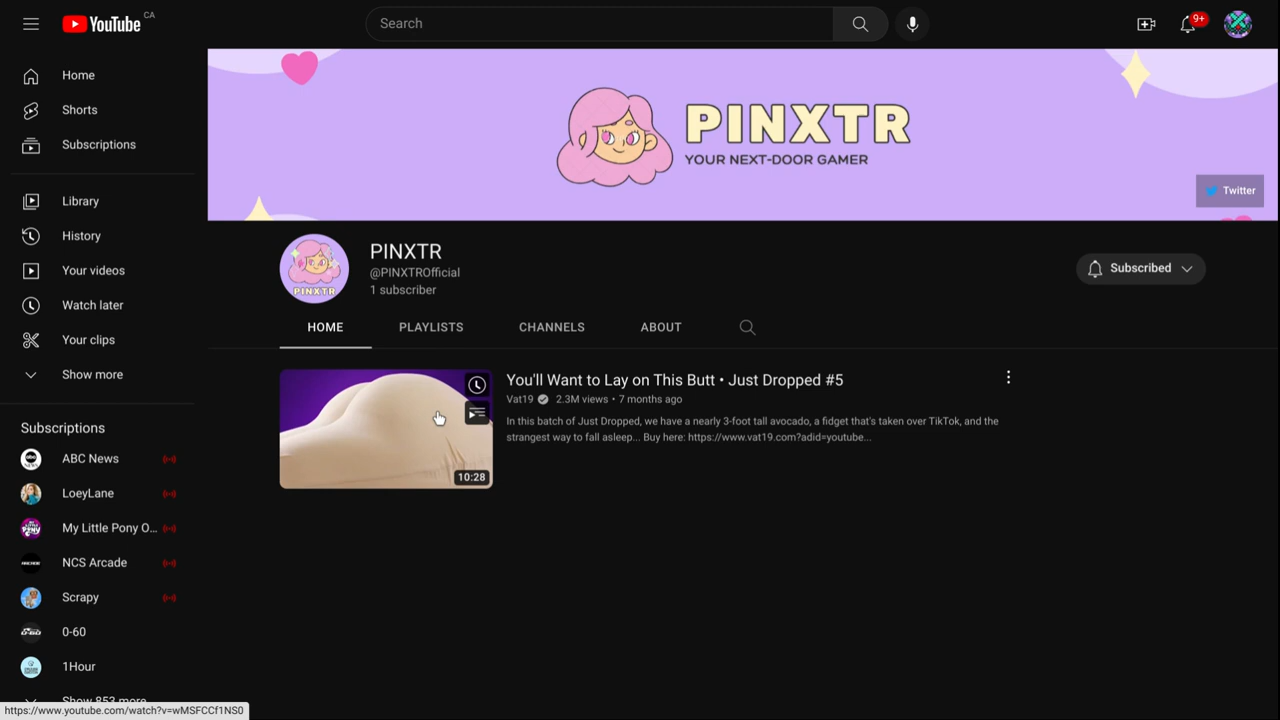 YouTube CA
Search
9+
Home
Shorts
Subscriptions
Library
History
Your videos
Watch later
Your clips
Show more
Subscriptions
ABC News
LoeyLane
My Little Pony O...
NCS Arcade
Scrapy
0-60
1Hour
Show 853 more
https://www.youtube.com/watch?v=wMSFCCf1NS0
PINXTR
YOUR NEXT-DOOR GAMER
Twitter
PINXTR
PINXTR
@PINXTROfficial
1 subscriber
Subscribed
HOME PLAYLISTS CHANNELS ABOUT
10:28
You'll Want to Lay on This Butt • Just Dropped #5
Vat19 2.3M views • 7 months ago
In this batch of Just Dropped, we have a nearly 3-foot tall avocado, a fidget that's taken over TikTok, and the
strangest way to fall asleep... Buy here: https://www.vat19.com?adid=youtube...